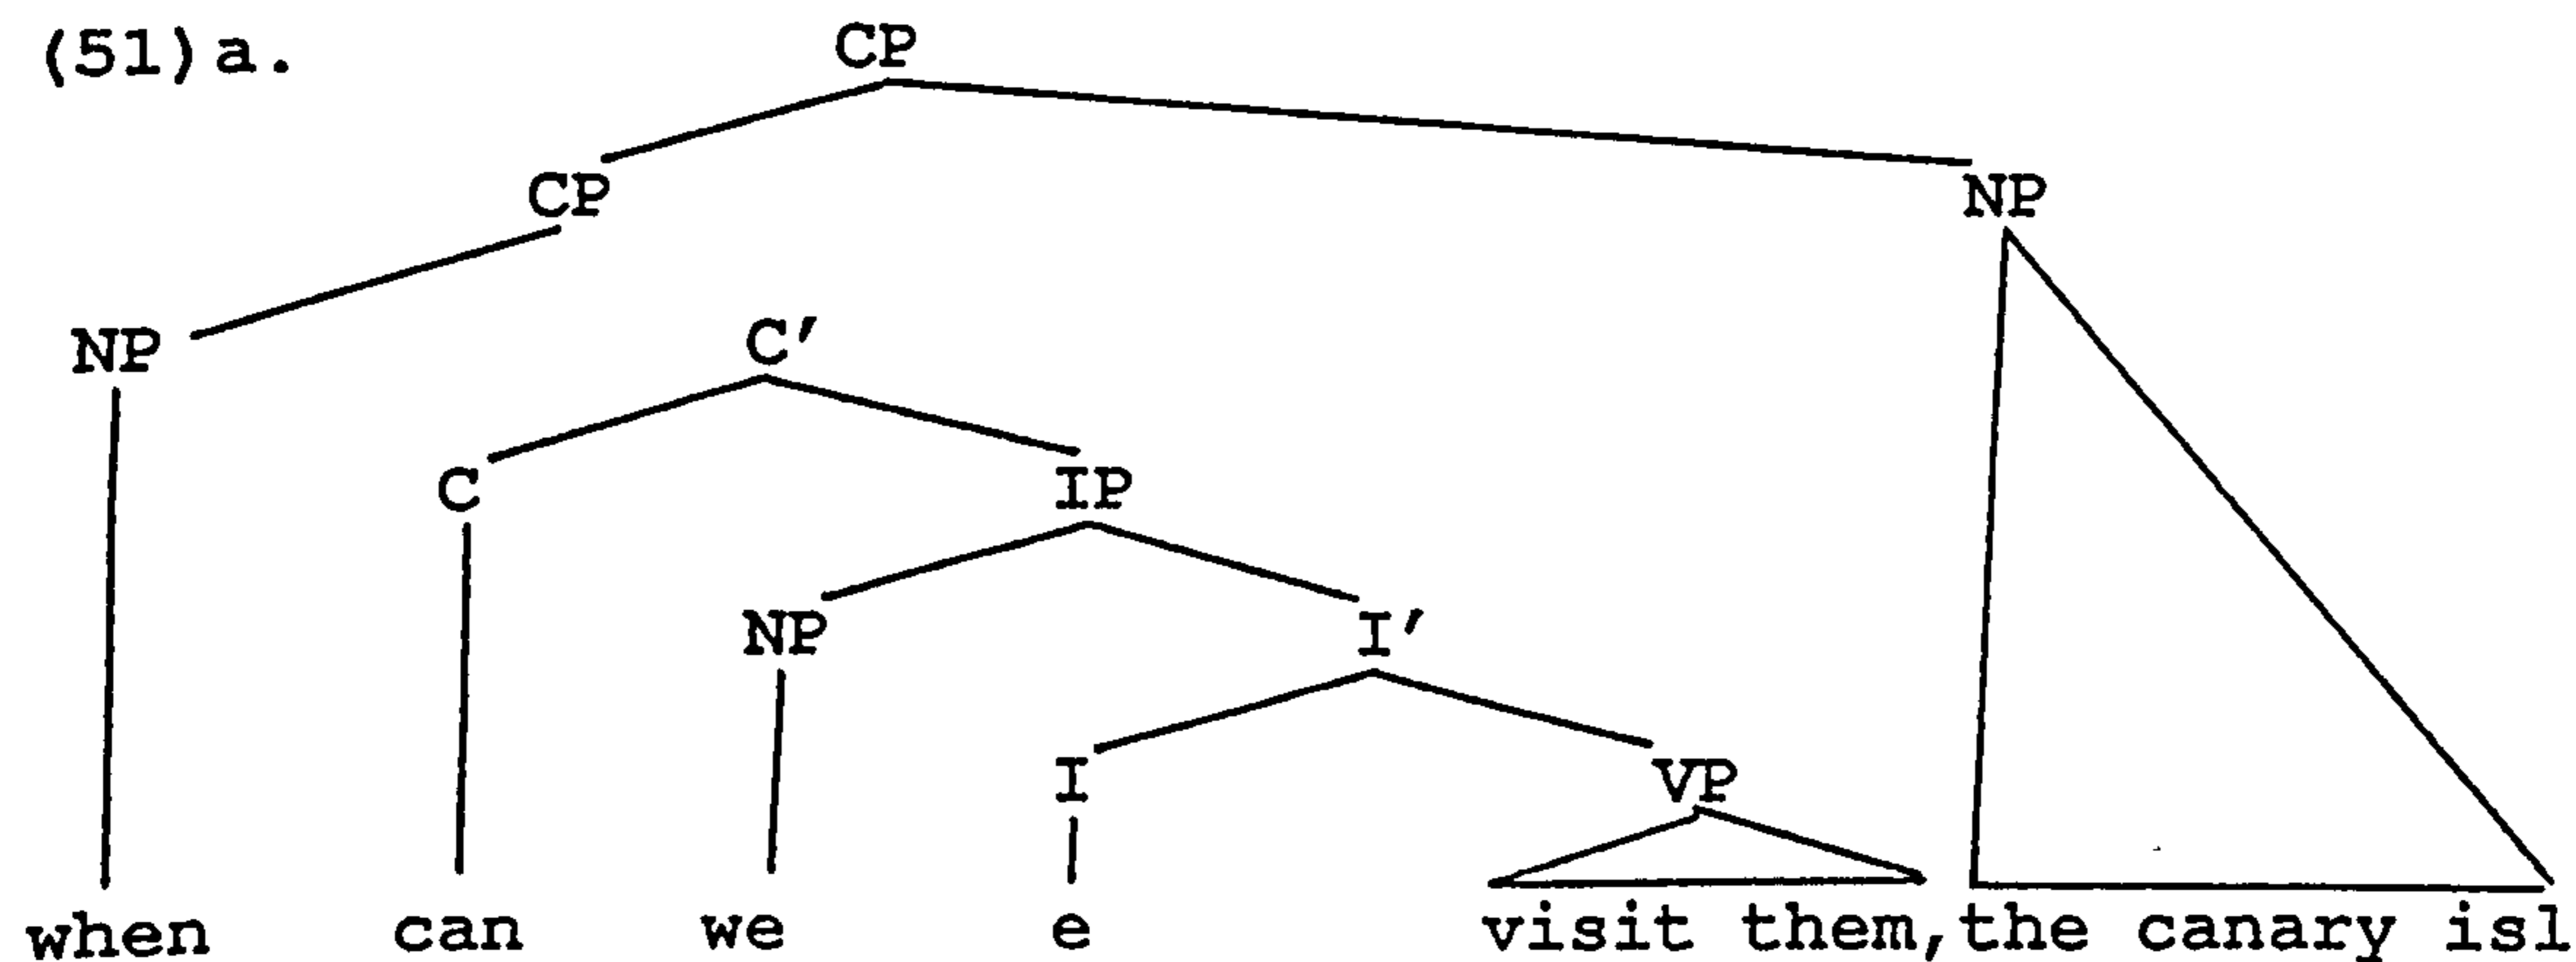 (51)a. CP
CP NP
NP C'
C IP
NP I'
I VP
when can we e visit them, the canary isl